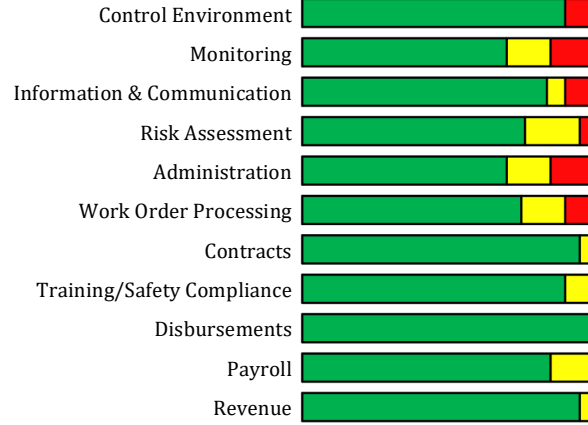 Control Environment
Monitoring
Information & Communication
Risk Assessment
Administration
Work Order Processing
Contracts
Training/Safety Compliance
Disbursements
Payroll
Revenue